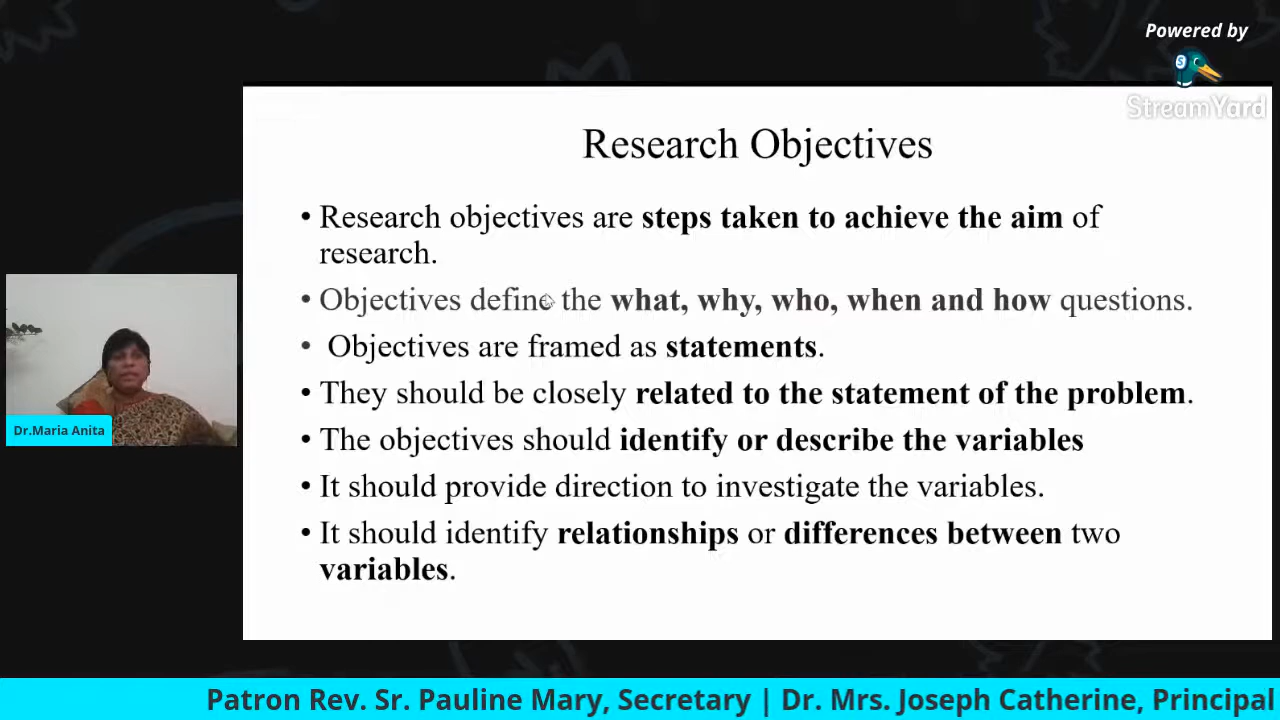 Powered by
StreamYard
Research Objectives
• Research objectives are steps taken to achieve the aim of
research.
• Objectives define the what, why, who, when and how questions.
• Objectives are framed as statements.
• They should be closely related to the statement of the problem.
• The objectives should identify or describe the variables
• It should provide direction to investigate the variables.
• It should identify relationships or differences between two
variables.
Dr.Maria Anita
Patron Rev. Sr. Pauline Mary, Secretary | Dr. Mrs. Joseph Catherine, Principal